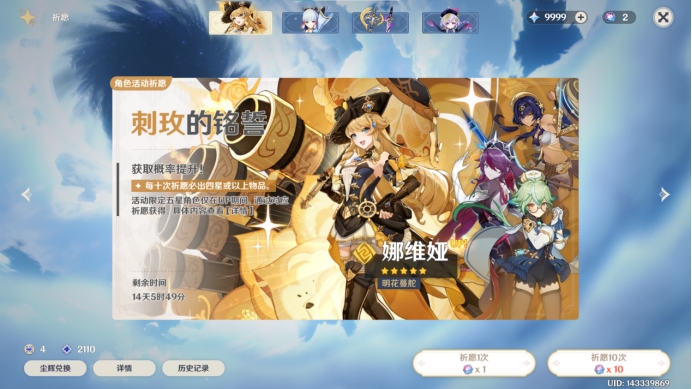 祈愿
9999
2
角色活动祈愿
刺玫的铭誓
获取概率提升!
每十次祈愿必出四星或以上物品。
活动限定五星角色仅在UP期间,通过对应
祈愿获得 具体内容查看【详情】
娜维娅 UP!
明花蔓舵
剩余时间
14天5时49分
4 2110
尘辉兑换 详情 历史记录
祈愿1次
x 1
祈愿10次
x 10
UID: 143339869